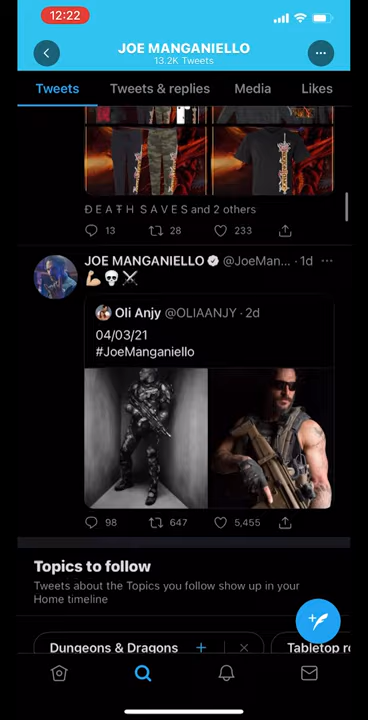 12:22
JOE MANGANIELLO
13.2K Tweets
Tweets
Tweets & replies
Media
Likes
Ð E A Ŧ H S A V E S and 2 others
13
28
233
JOE MANGANIELLO @JoeMan... · 1d
💪🏼💀⚔️
Oli Anjy @OLIAANJY · 2d
04/03/21
#JoeManganiello
98
647
5,455
Topics to follow
Tweets about the Topics you follow show up in your
Home timeline
Dungeons & Dragons
Tabletop ro